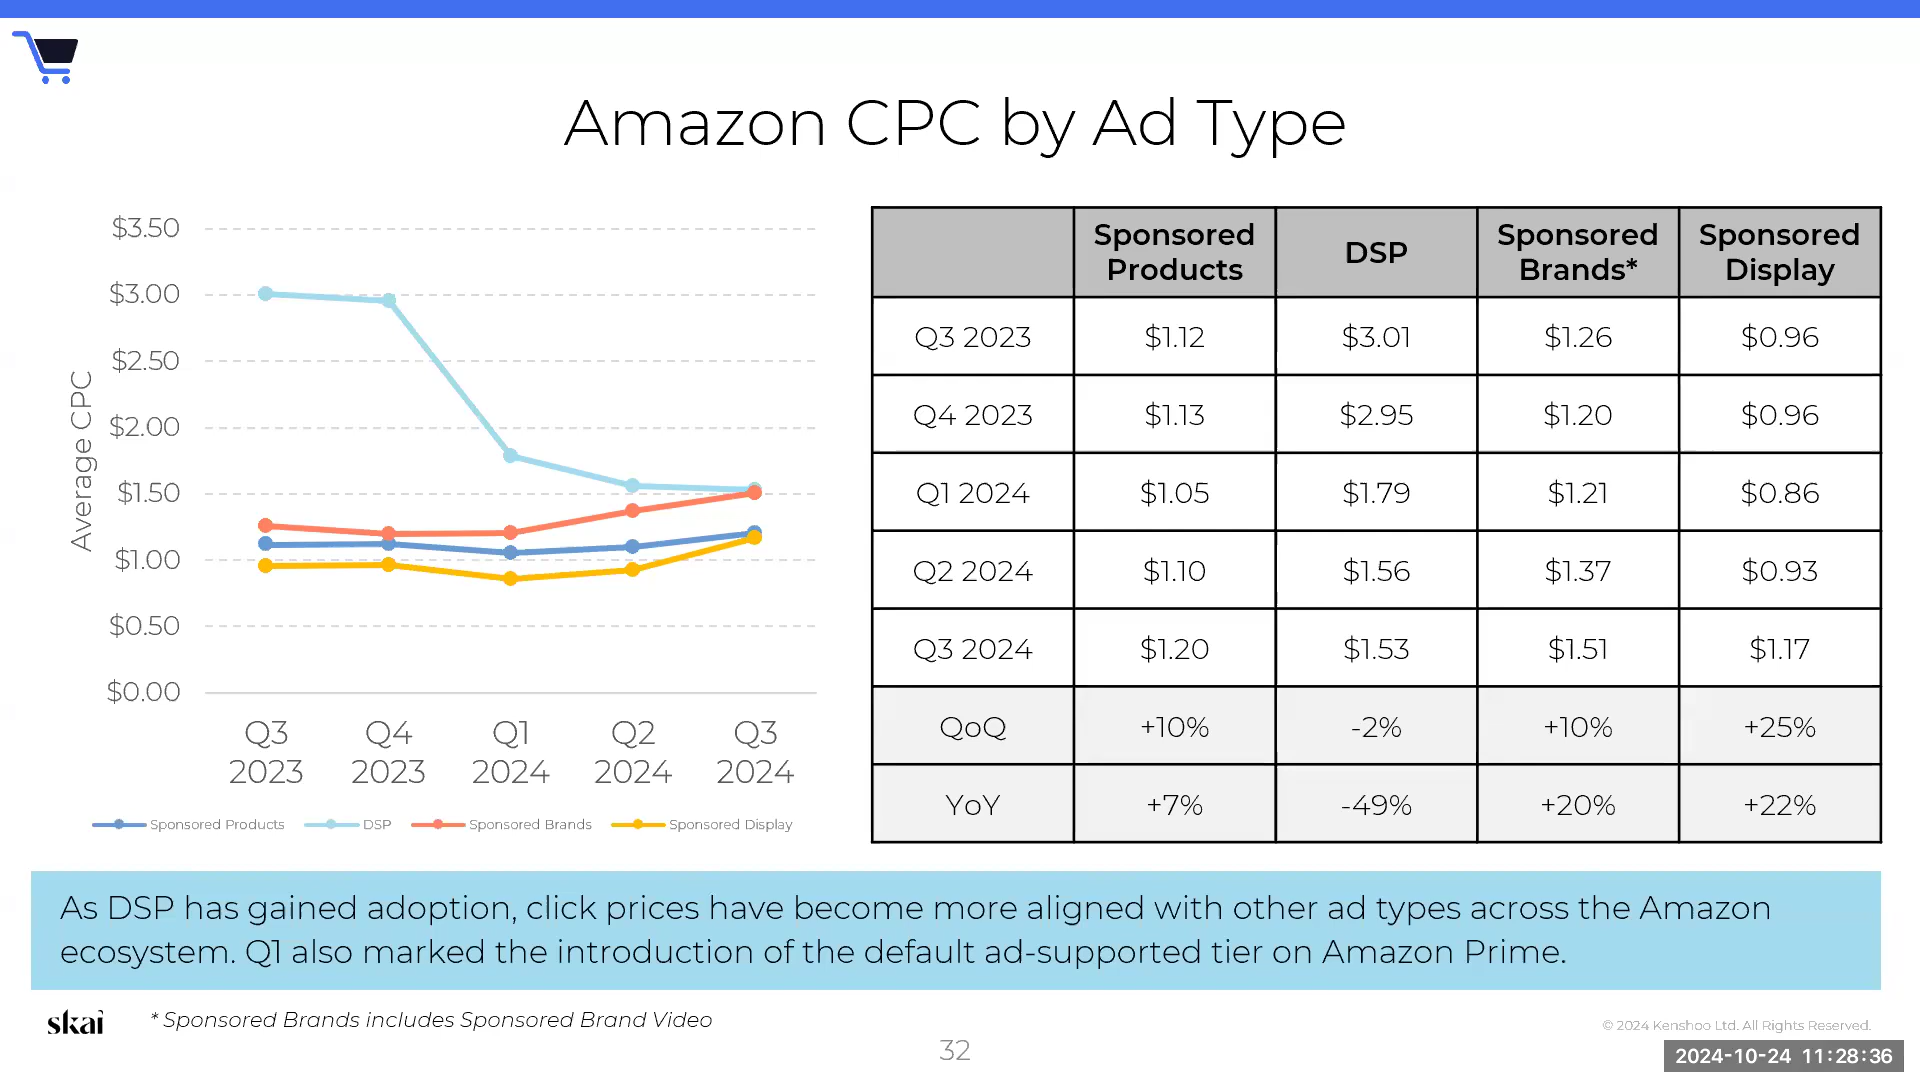 Amazon CPC by Ad Type
$3.50
$3.00
$2.50
$2.00
$1.50
$1.00
$0.50
$0.00
Average CPC
Q3 Q4 Q1 Q2 Q3
2023 2023 2024 2024 2024
Sponsored Products DSP Sponsored Brands Sponsored Display
Sponsored Products DSP Sponsored Brands* Sponsored Display
Q3 2023 $1.12 $3.01 $1.26 $0.96
Q4 2023 $1.13 $2.95 $1.20 $0.96
Q1 2024 $1.05 $1.79 $1.21 $0.86
Q2 2024 $1.10 $1.56 $1.37 $0.93
Q3 2024 $1.20 $1.53 $1.51 $1.17
QoQ +10% -2% +10% +25%
YoY +7% -49% +20% +22%
As DSP has gained adoption, click prices have become more aligned with other ad types across the Amazon
ecosystem. Q1 also marked the introduction of the default ad-supported tier on Amazon Prime.
skai
* Sponsored Brands includes Sponsored Brand Video
© 2024 Kenshoo Ltd. All Rights Reserved.
32
2024-10-24 11:28:36